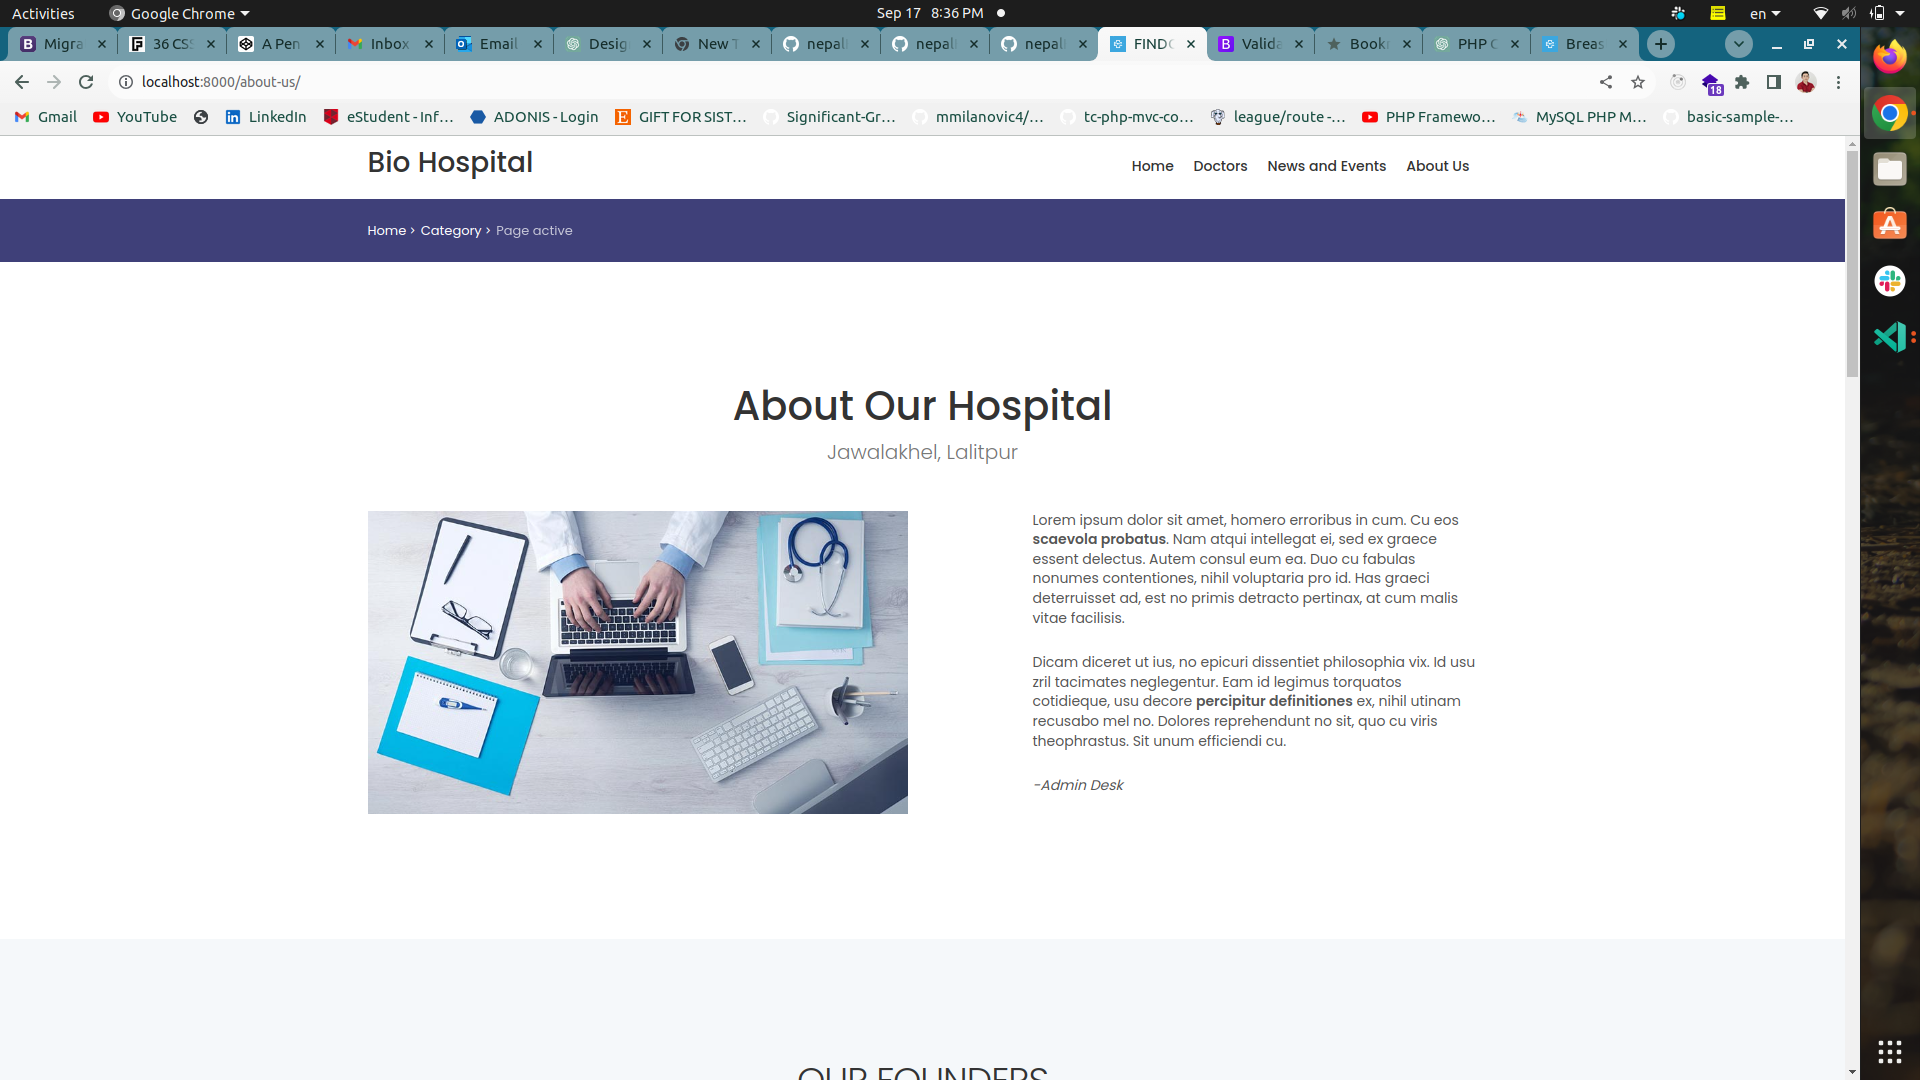 Activities Google Chrome Sep 17 8:36 PM en
Migra 36 CSS A Pen Inbox Email Desig New T nepali nepali nepali FINDO Valida Bookr PHP C Breas
localhost:8000/about-us/
18
Gmail YouTube LinkedIn eStudent - Inf... ADONIS - Login GIFT FOR SIST... Significant-Gr... mmilanovic4/... tc-php-mvc-co... league/route -... PHP Framewo... MySQL PHP M... basic-sample-...
Bio Hospital Home Doctors News and Events About Us
Home › Category › Page active
About Our Hospital
Jawalakhel, Lalitpur
Lorem ipsum dolor sit amet, homero erroribus in cum. Cu eos
scaevola probatus. Nam atqui intellegat ei, sed ex graece
essent delectus. Autem consul eum ea. Duo cu fabulas
nonumes contentiones, nihil voluptaria pro id. Has graeci
deterruisset ad, est no primis detracto pertinax, at cum malis
vitae facilisis.
Dicam diceret ut ius, no epicuri dissentiet philosophia vix. Id usu
zril tacimates neglegentur. Eam id legimus torquatos
cotidieque, usu decore percipitur definitiones ex, nihil utinam
recusabo mel no. Dolores reprehendunt no sit, quo cu viris
theophrastus. Sit unum efficiendi cu.
-Admin Desk
OUR FOUNDERS